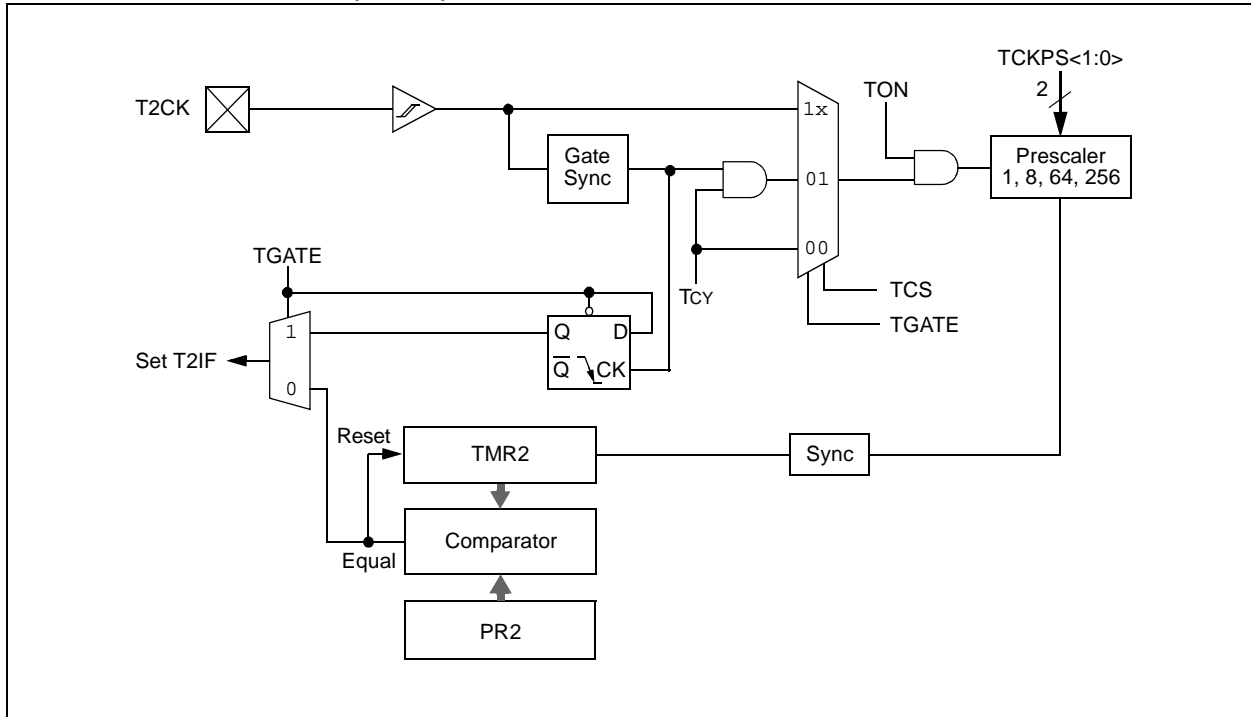 TCKPS<1:0>
2
T2CK
1x
TON
Gate
Sync
Prescaler
1, 8, 64, 256
01
00
TGATE
TCY
TCS
TGATE
1
Q
D
Set T2IF
Q
CK
0
Reset
TMR2
Sync
Comparator
Equal
PR2